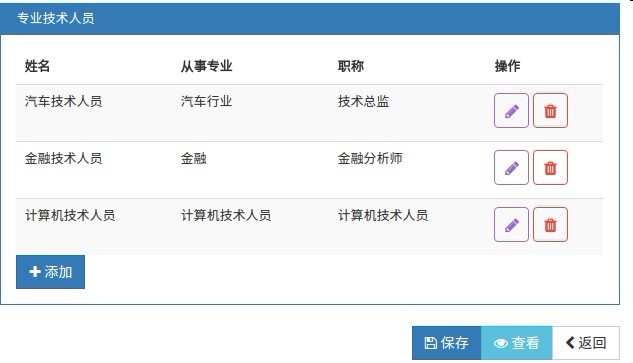 专业技术人员
姓名 从事专业 职称 操作
汽车技术人员 汽车行业 技术总监
金融技术人员 金融 金融分析师
计算机技术人员 计算机技术人员 计算机技术人员
添加
保存 查看 返回